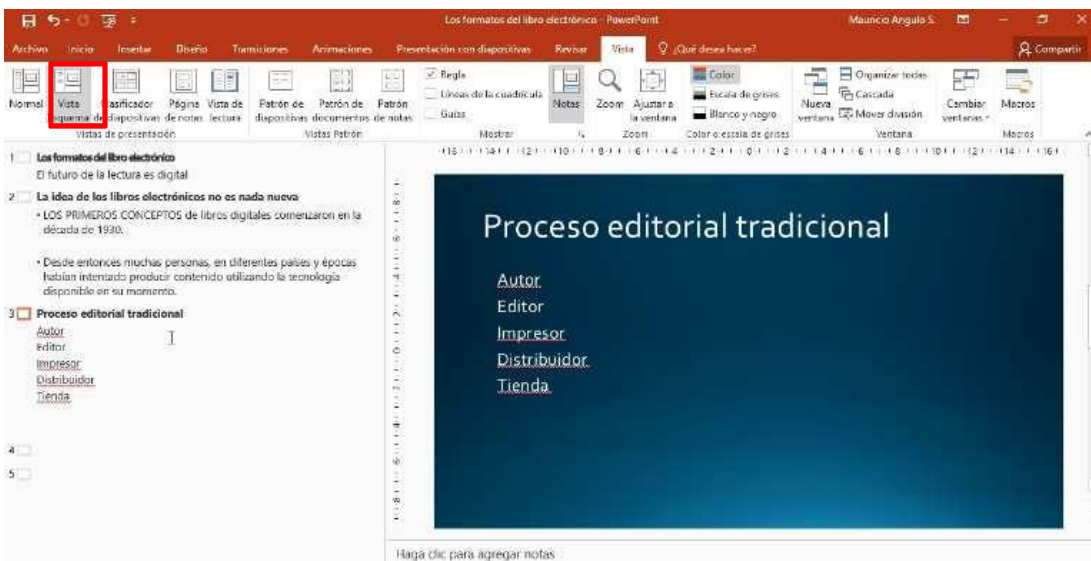 Los formatos del libro electrónico - PowerPoint
Mauricio Angulo S.
Archivo Inicio Insertar Diseño Transiciones Animaciones Presentación con diapositivas Revisar Vista ¿Qué desea hacer? Compartir
Normal
Vista Esquema
Clasificador de diapositivas
Página de notas
Vista de lectura
Vistas de presentación
Patrón de diapositivas
Patrón de documentos
Patrón de notas
Vistas Patrón
Regla
Líneas de la cuadrícula
Guías
Mostrar
Notas
Zoom
Ajustar a la ventana
Zoom
Color
Escala de grises
Blanco y negro
Color o escala de grises
Nueva ventana
Organizar todas
Cascada
Mover división
Cambiar ventanas
Ventana
Macros
Macros
1 Los formatos del libro electrónico
El futuro de la lectura es digital
2 La idea de los libros electrónicos no es nada nueva
• LOS PRIMEROS CONCEPTOS de libros digitales comenzaron en la
década de 1930.
• Desde entonces muchas personas, en diferentes países y épocas
habían intentado producir contenido utilizando la tecnología
disponible en su momento.
3 Proceso editorial tradicional
Autor
Editor
Impresor
Distribuidor
Tienda
4
5
Proceso editorial tradicional
Autor
Editor
Impresor
Distribuidor
Tienda
Haga clic para agregar notas